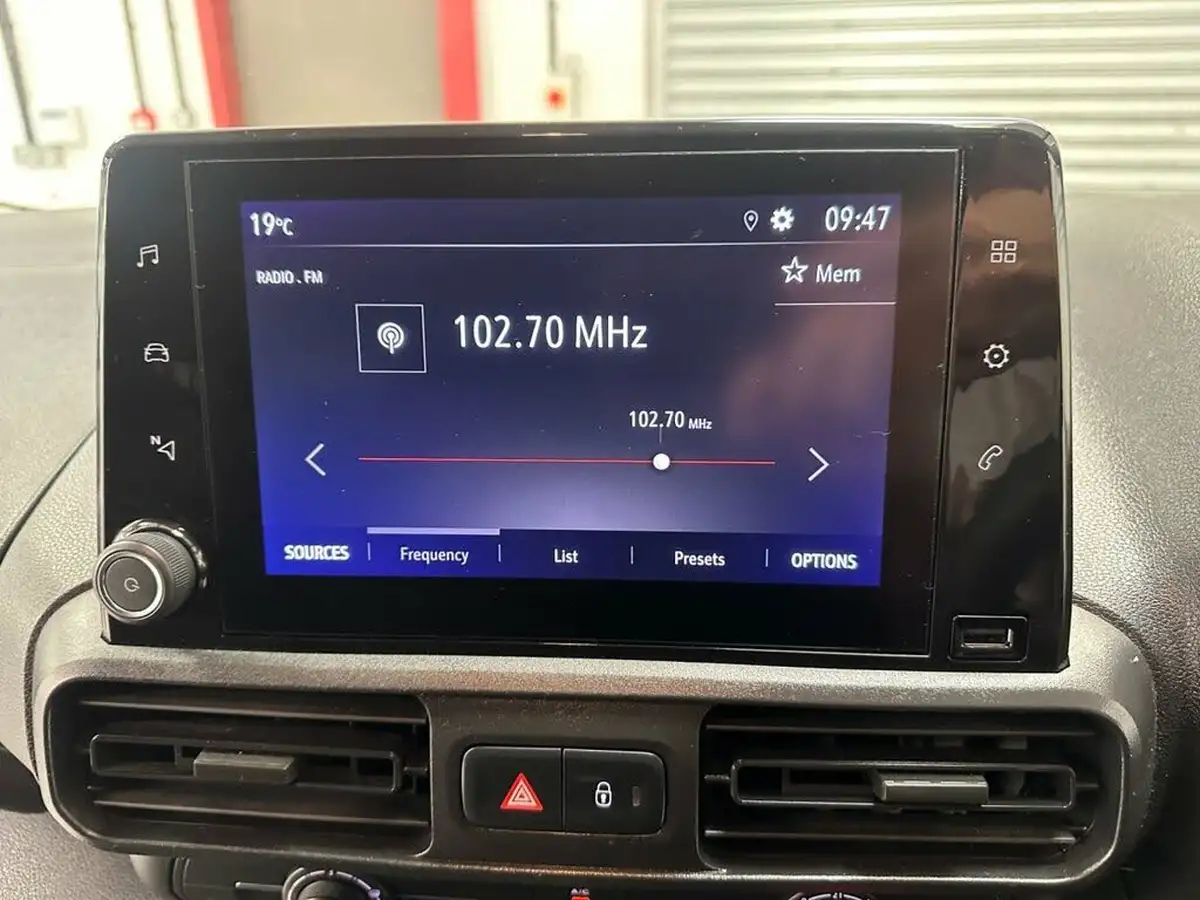 19°C
09:47
RADIO . FM
Mem
102.70 MHz
102.70 MHz
SOURCES
Frequency
List
Presets
OPTIONS
N